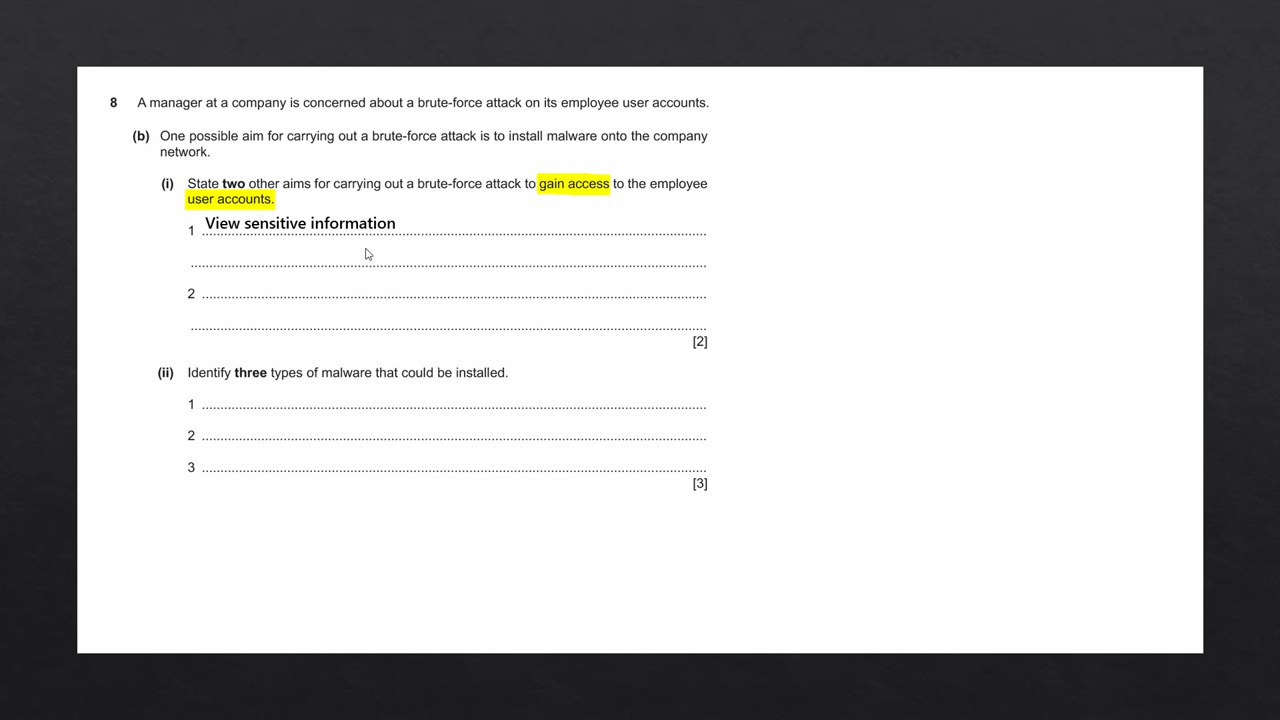 8 A manager at a company is concerned about a brute-force attack on its employee user accounts.
(b) One possible aim for carrying out a brute-force attack is to install malware onto the company
network.
(i) State two other aims for carrying out a brute-force attack to gain access to the employee
user accounts.
View sensitive information
1 ................................................................
................................................................
2 ................................................................
................................................................
[2]
(ii) Identify three types of malware that could be installed.
1 ................................................................
2 ................................................................
3 ................................................................
[3]